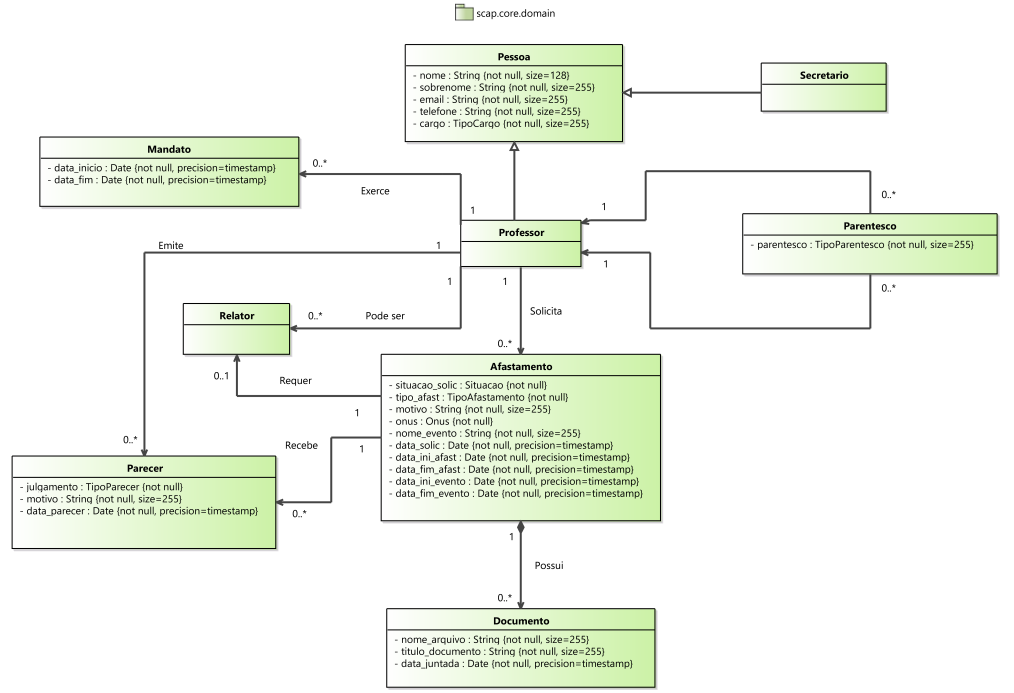 scap.core.domain
Pessoa
- nome : String {not null, size=128}
- sobrenome : String {not null, size=255}
- email : String {not null, size=255}
- telefone : String {not null, size=255}
- cargo : TipoCargo {not null, size=255}
Secretario
Mandato
- data_inicio : Date {not null, precision=timestamp}
- data_fim : Date {not null, precision=timestamp}
0..*
Exerce
1
Professor
1
0..*
Parentesco
- parentesco : TipoParentesco {not null, size=255}
1
0..*
Emite
1
1
1
Relator
0..*
Pode ser
Solicita
0..*
0..1
Requer
1
Afastamento
- situacao_solic : Situacao {not null}
- tipo_afast : TipoAfastamento {not null}
- motivo : String {not null, size=255}
- onus : Onus {not null}
- nome_evento : String {not null, size=255}
- data_solic : Date {not null, precision=timestamp}
- data_ini_afast : Date {not null, precision=timestamp}
- data_fim_afast : Date {not null, precision=timestamp}
- data_ini_evento : Date {not null, precision=timestamp}
- data_fim_evento : Date {not null, precision=timestamp}
0..*
Recebe
1
Parecer
- julgamento : TipoParecer {not null}
- motivo : String {not null, size=255}
- data_parecer : Date {not null, precision=timestamp}
0..*
1
Possui
0..*
Documento
- nome_arquivo : String {not null, size=255}
- titulo_documento : String {not null, size=255}
- data_juntada : Date {not null, precision=timestamp}